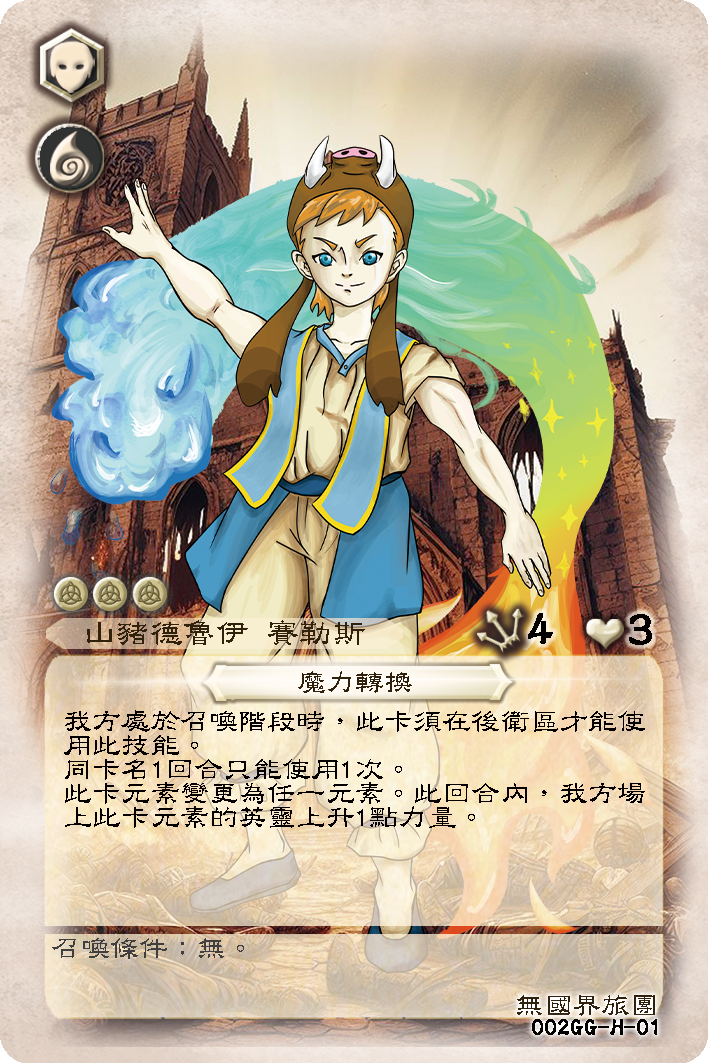 山豬德魯伊 賽勒斯
4
3
魔力轉換
我方處於召喚階段時，此卡須在後衛區才能使
用此技能。
同卡名1回合只能使用1次。
此卡元素變更為任一元素。此回合內，我方場
上此卡元素的英靈上升1點力量。
召喚條件：無。
無國界旅團
002GG-H-01